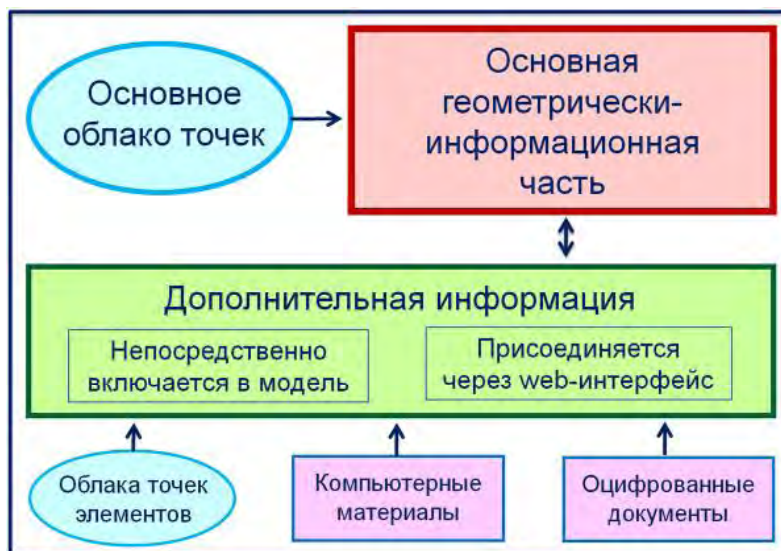 Основное
облако точек
Основная
геометрически-
информационная
часть
Дополнительная информация
Непосредственно
включается в модель
Присоединяется
через web-интерфейс
Облака точек
элементов
Компьютерные
материалы
Оцифрованные
документы